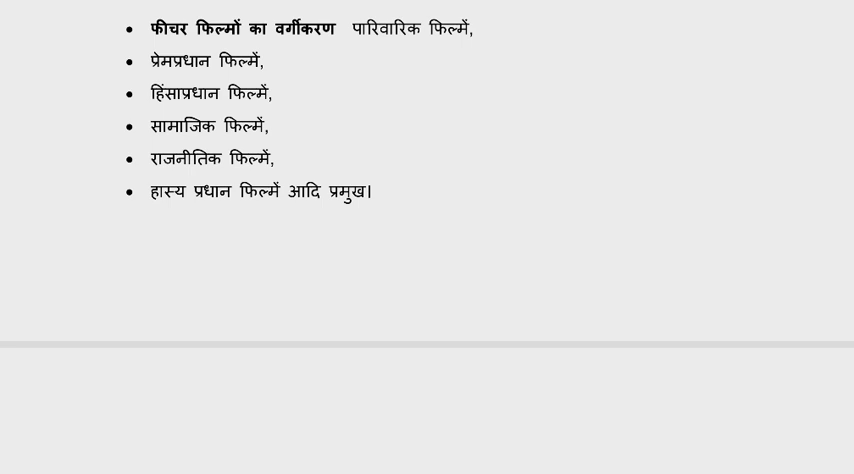 • फीचर फिल्मों का वर्गीकरण पारिवारिक फिल्में,
• प्रेमप्रधान फिल्में,
• हिंसाप्रधान फिल्में,
• सामाजिक फिल्में,
• राजनीतिक फिल्में,
• हास्य प्रधान फिल्में आदि प्रमुख।